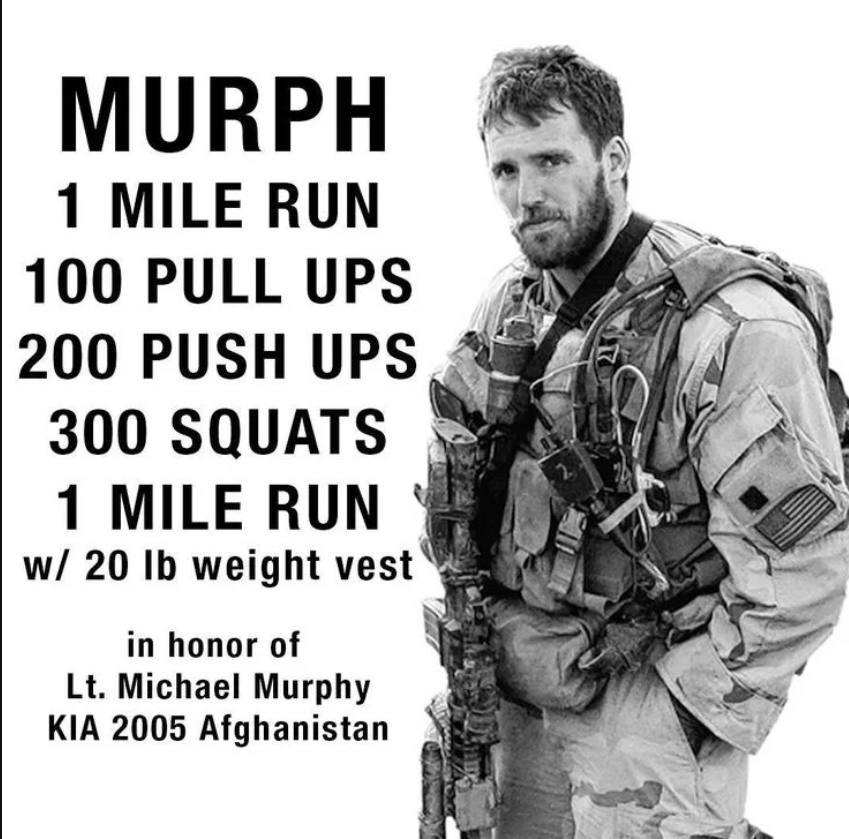 MURPH
1 MILE RUN
100 PULL UPS
200 PUSH UPS
300 SQUATS
1 MILE RUN
w/ 20 lb weight vest
in honor of
Lt. Michael Murphy
KIA 2005 Afghanistan
2